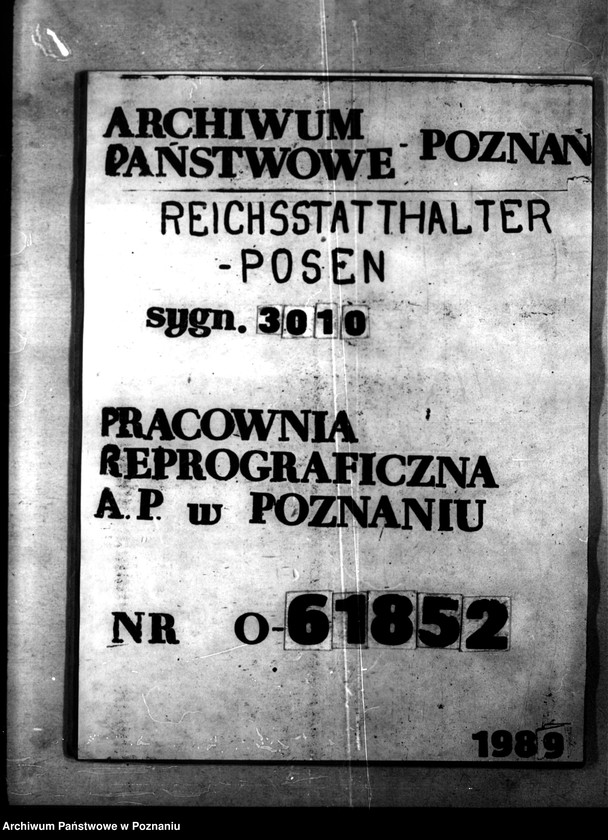 ARCHIWUM
PAŃSTWOWE - POZNAŃ
REICHSSTATTHALTER
-POSEN
sygn. 3010
PRACOWNIA
REPROGRAFICZNA
A.P. w POZNANIU
NR O-61852
1989
Archiwum Państwowe w Poznaniu